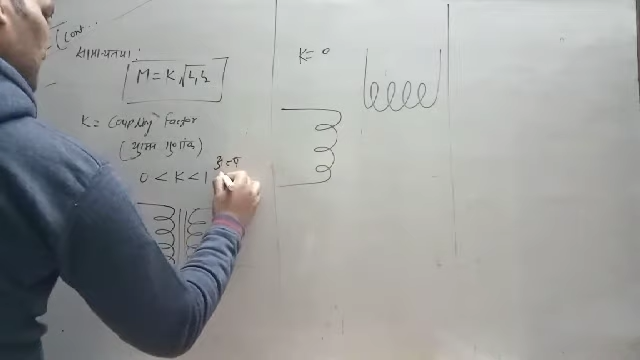 सामान्यतया :
M = K√L₁L₂
K = Coupling Factor
(युग्मन गुणांक)
0 < K < 1
K = 0